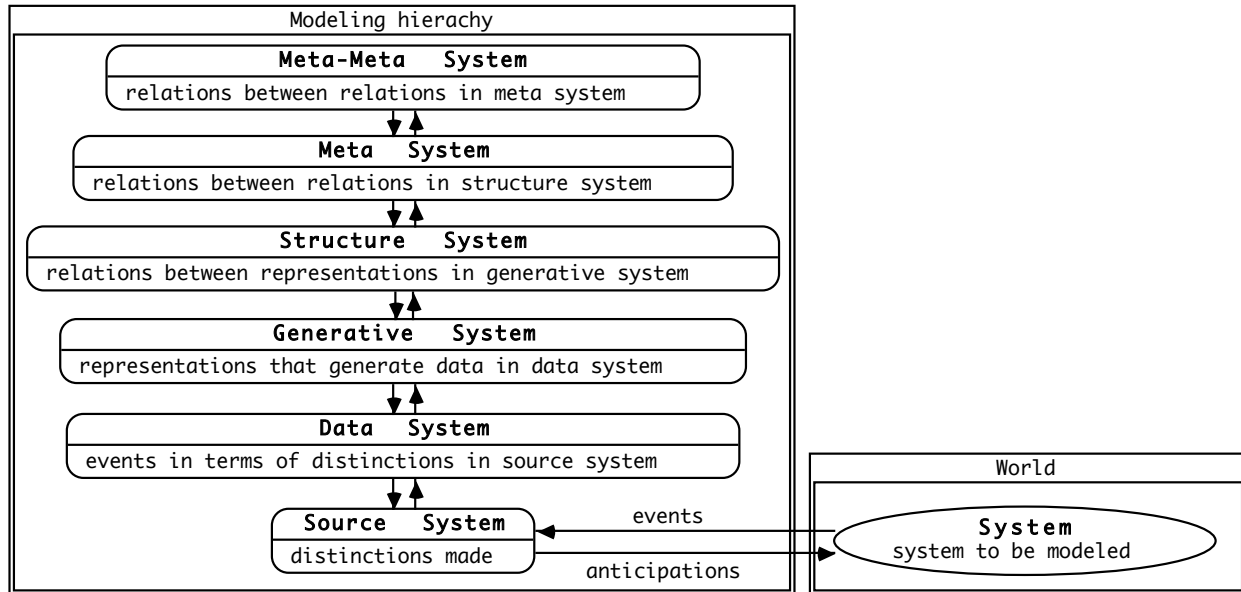 Modeling hierachy
Meta-Meta System
relations between relations in meta system
Meta System
relations between relations in structure system
Structure System
relations between representations in generative system
Generative System
representations that generate data in data system
Data System
events in terms of distinctions in source system
Source System
distinctions made
events
anticipations
World
System
system to be modeled